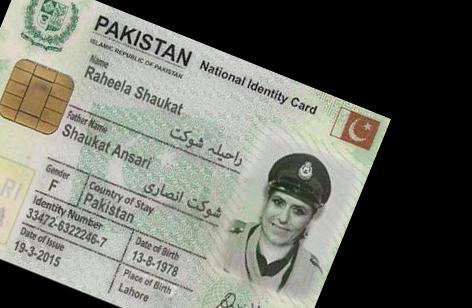 PAKISTAN National Identity Card
ISLAMIC REPUBLIC OF PAKISTAN
Name
Raheela Shaukat
راحیلہ شوکت
Father Name
Shaukat Ansari
شوکت انصاری
Gender Country of Stay
F Pakistan
Identity Number Date of Birth
33472-6322246-7 13-8-1978
Date of Issue Place of Birth
19-3-2015 Lahore